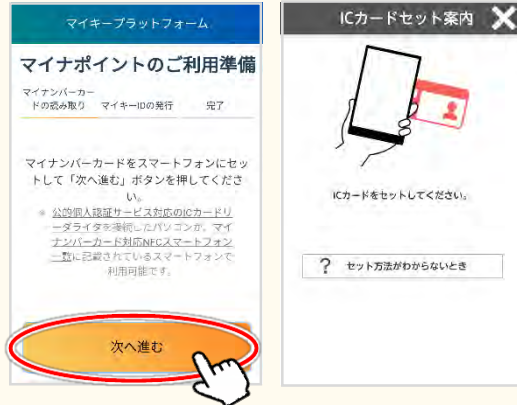 マイキープラットフォーム
マイナポイントのご利用準備
マイナンバーカー
ドの読み取り マイキーIDの発行 完了
マイナンバーカードをスマートフォンにセッ
トして「次へ進む」ボタンを押してくださ
い。
公的個人認証サービス対応のICカードリ
ーダライタを接続したパソコンか、マイ
ナンバーカード対応NFCスマートフォン
一覧に記載されているスマートフォンで
利用可能です。
次へ進む
ICカードセット案内
ICカードをセットしてください。
? セット方法がわからないとき